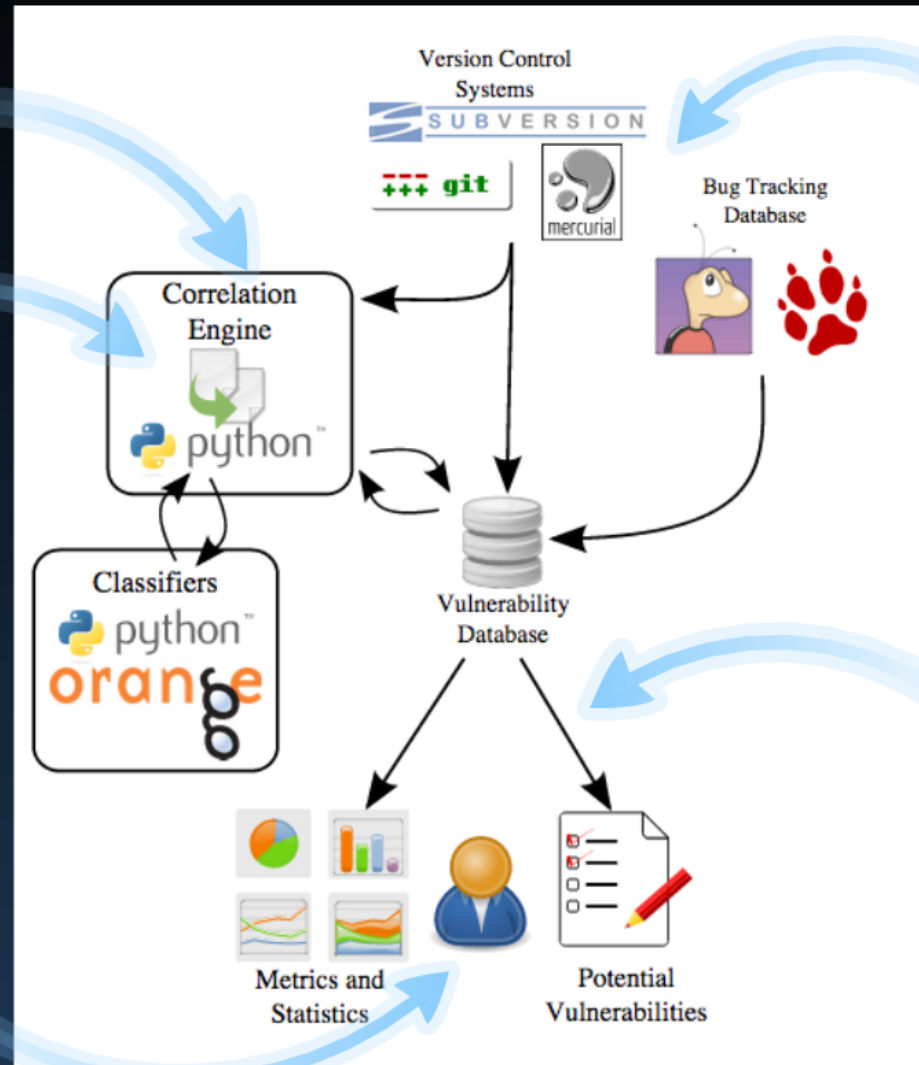 Version Control
Systems
SUBVERSION
--- +++ git
mercurial
Bug Tracking
Database
Correlation
Engine
python™
Classifiers
python™
orange
Vulnerability
Database
Metrics and
Statistics
Potential
Vulnerabilities